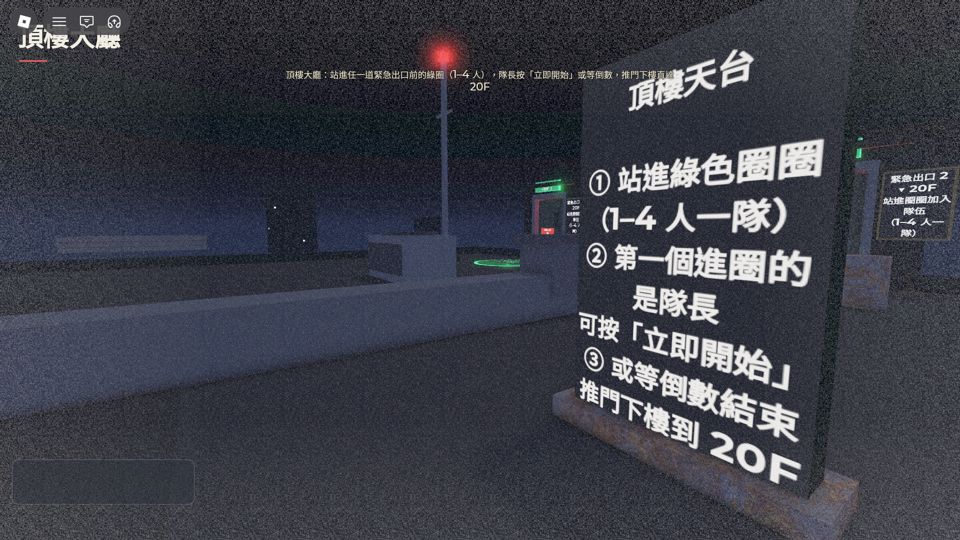 頂樓大廳
頂樓大廳：站進任一道緊急出口前的綠圈（1–4 人），隊長按「立即開始」或等倒數，推門下樓直達
20F
頂樓天台
① 站進綠色圈圈
（1–4 人一隊）
② 第一個進圈的
是隊長
可按「立即開始」
③ 或等倒數結束
推門下樓到 20F
緊急出口 2
▼ 20F
站進圈圈加入
隊伍
（1–4 人一
隊）